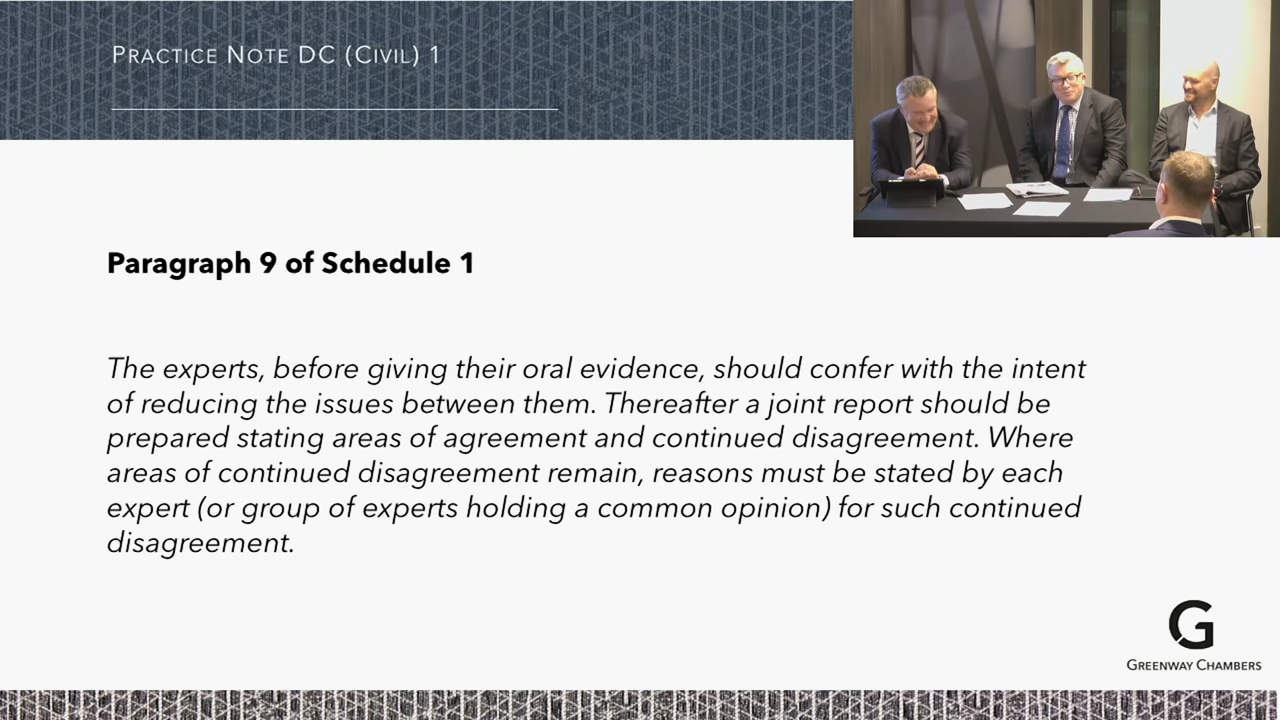 PRACTICE NOTE DC (CIVIL) 1
Paragraph 9 of Schedule 1
The experts, before giving their oral evidence, should confer with the intent
of reducing the issues between them. Thereafter a joint report should be
prepared stating areas of agreement and continued disagreement. Where
areas of continued disagreement remain, reasons must be stated by each
expert (or group of experts holding a common opinion) for such continued
disagreement.
G
GREENWAY CHAMBERS